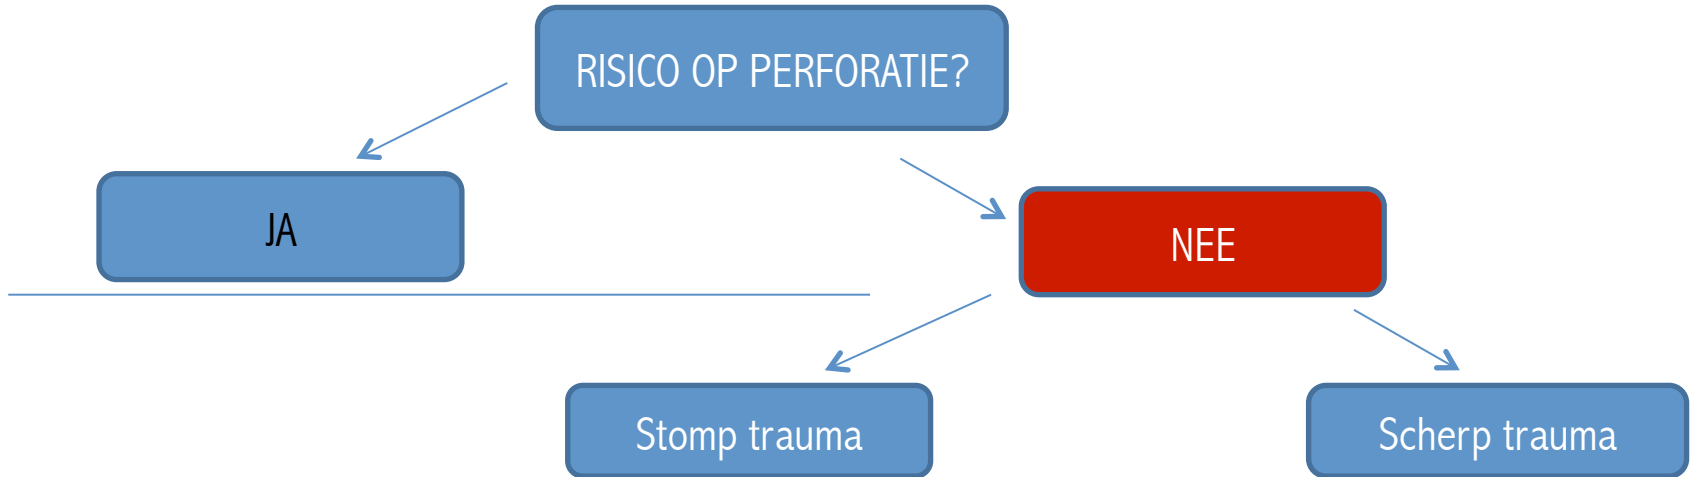 RISICO OP PERFORATIE?
JA
NEE
Stomp trauma
Scherp trauma